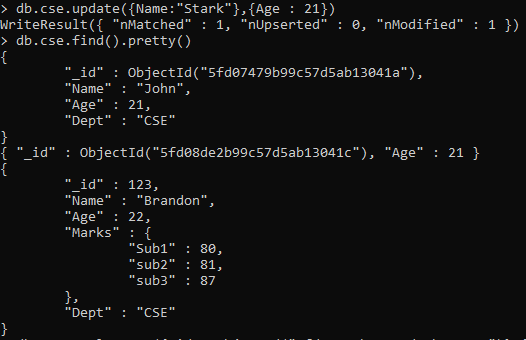 > db.cse.update({Name:"Stark"},{Age : 21})
WriteResult({ "nMatched" : 1, "nUpserted" : 0, "nModified" : 1 })
> db.cse.find().pretty()
{
        "_id" : ObjectId("5fd07479b99c57d5ab13041a"),
        "Name" : "John",
        "Age" : 21,
        "Dept" : "CSE"
}
{ "_id" : ObjectId("5fd08de2b99c57d5ab13041c"), "Age" : 21 }
{
        "_id" : 123,
        "Name" : "Brandon",
        "Age" : 22,
        "Marks" : {
                "Sub1" : 80,
                "sub2" : 81,
                "sub3" : 87
        },
        "Dept" : "CSE"
}